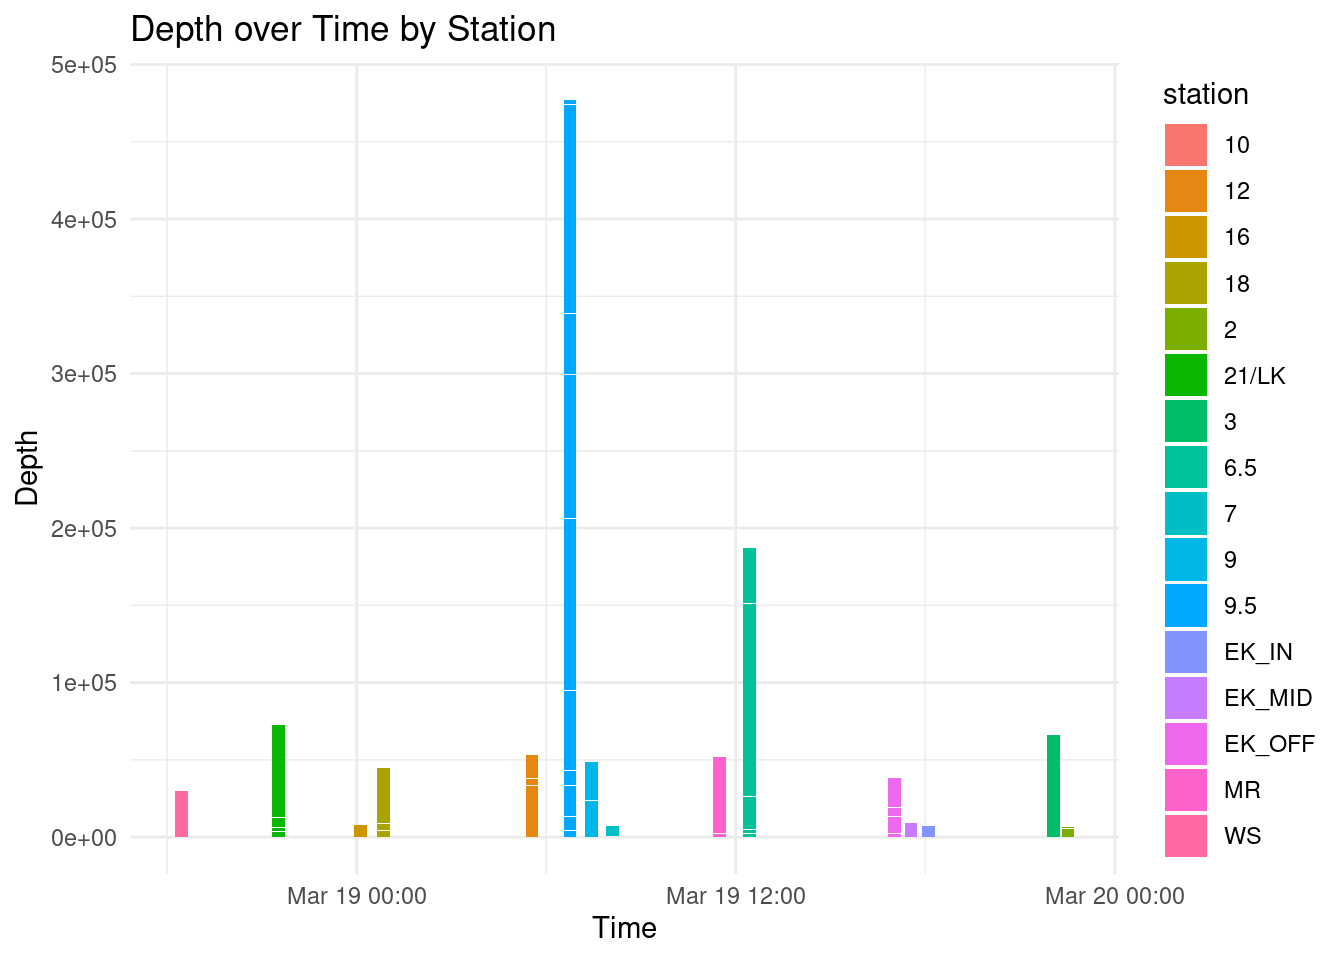 Depth over Time by Station
5e+05
4e+05
3e+05
2e+05
1e+05
0e+00
Depth
Mar 19 00:00
Mar 19 12:00
Mar 20 00:00
Time
station
10
12
16
18
2
21/LK
3
6.5
7
9
9.5
EK_IN
EK_MID
EK_OFF
MR
WS